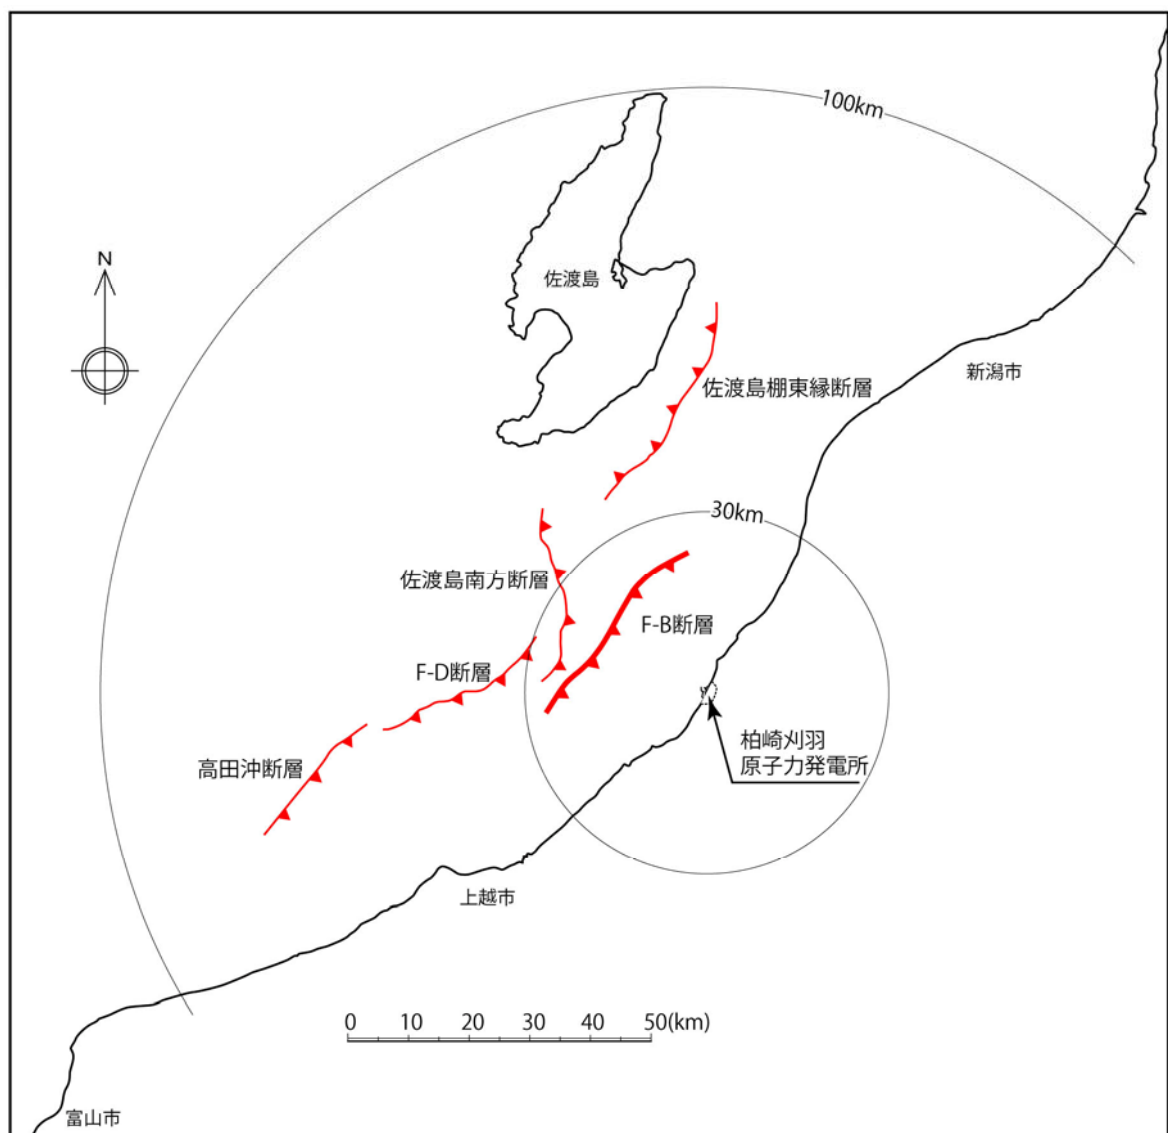 100km
N
佐渡島
新潟市
佐渡島棚東縁断層
30km
佐渡島南方断層
F-B断層
F-D断層
柏崎刈羽
原子力発電所
高田沖断層
上越市
0 10 20 30 40 50(km)
富山市